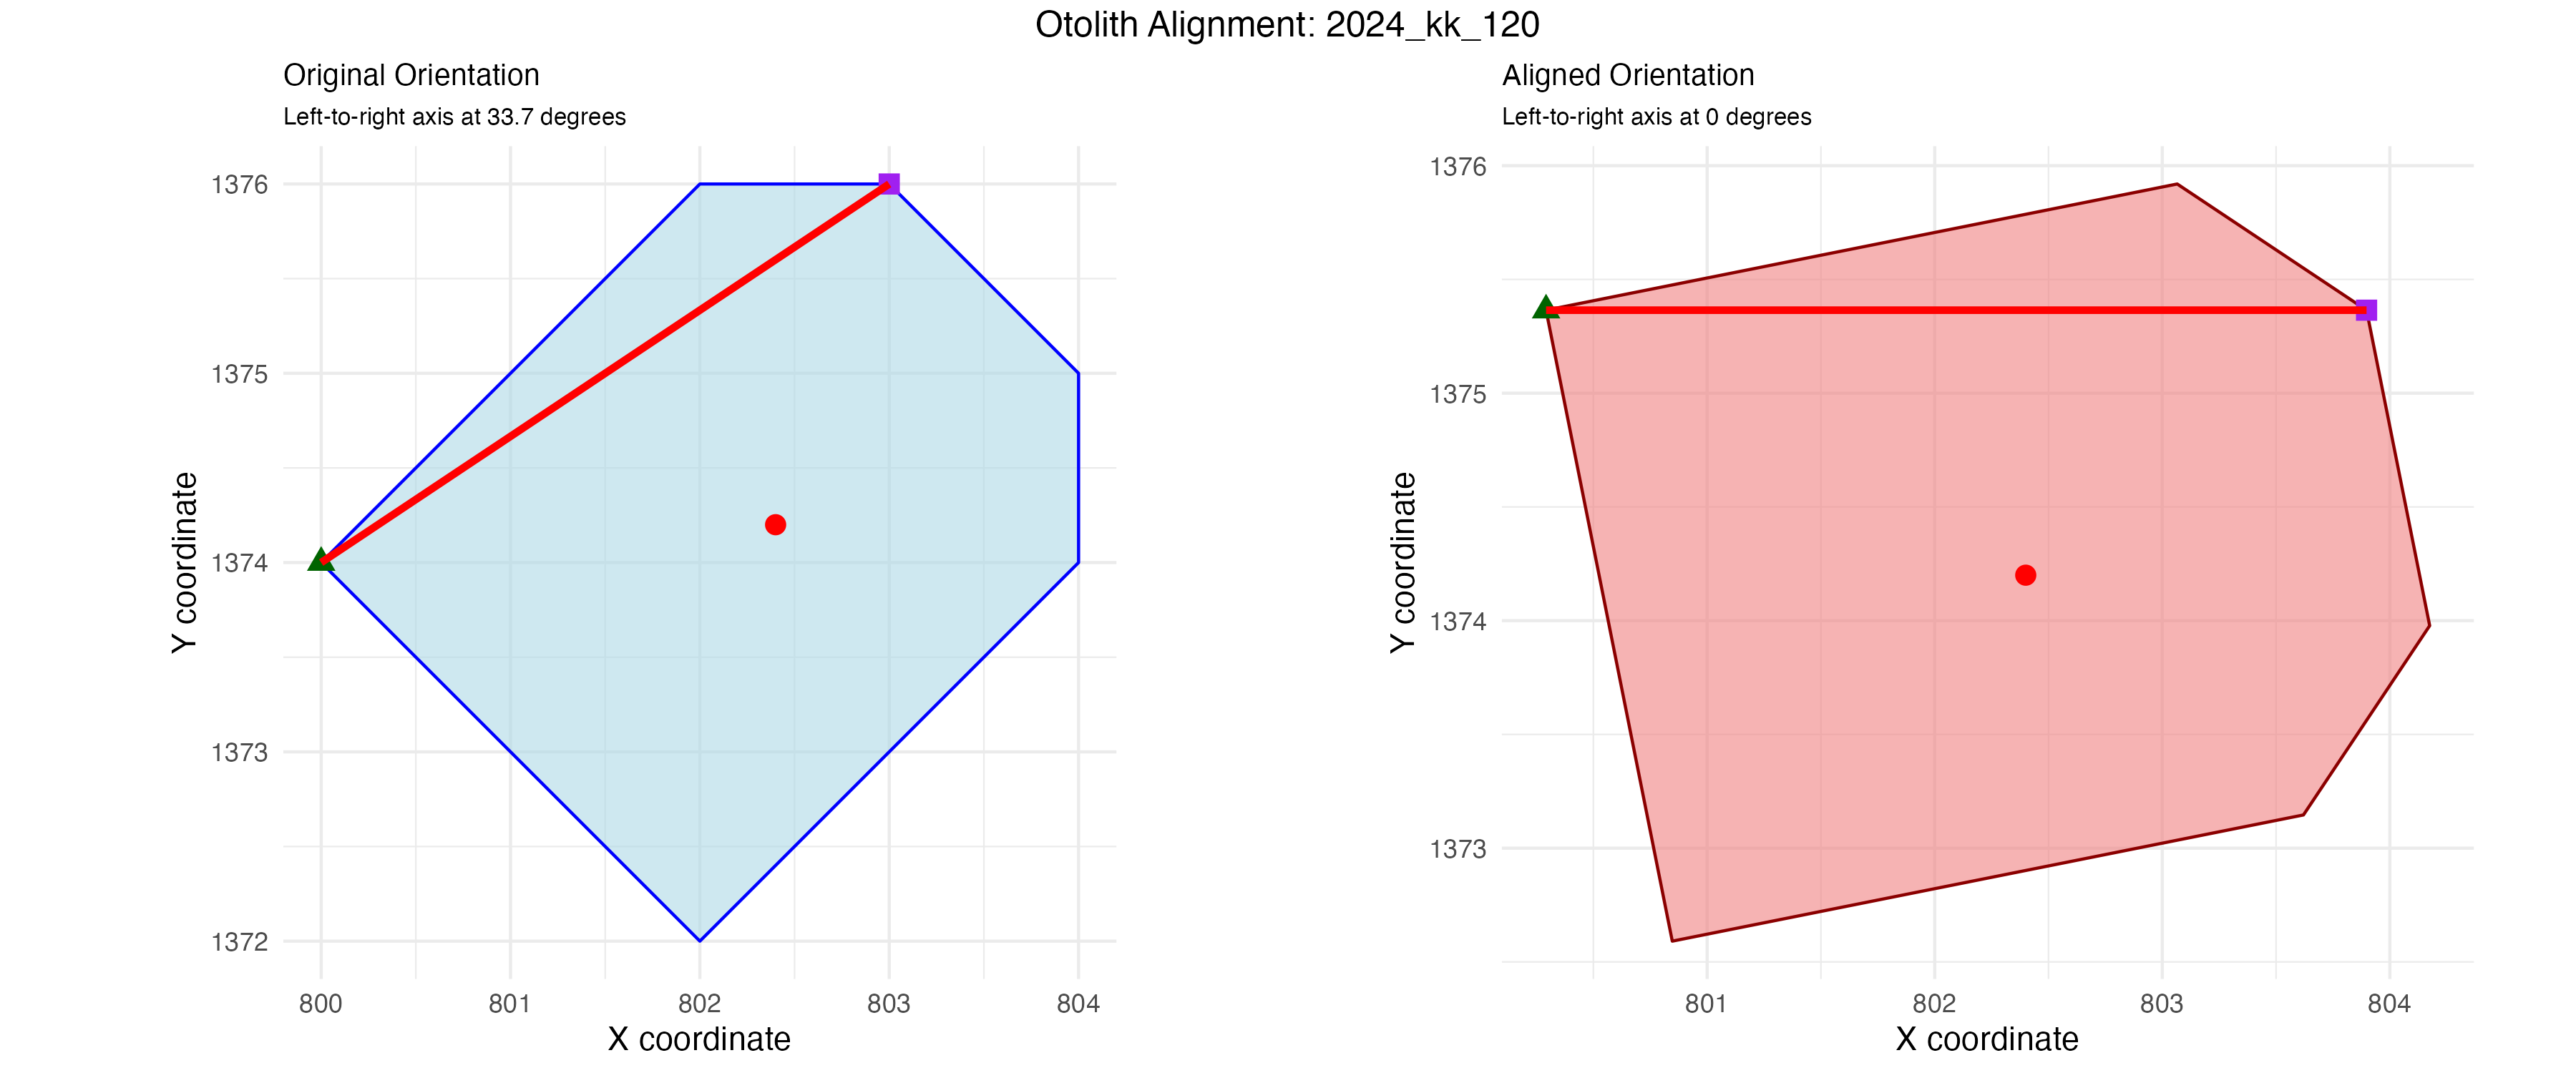 Otolith Alignment: 2024_kk_120
Original Orientation
Left-to-right axis at 33.7 degrees
1376
1375
1374
1373
1372
Y coordinate
800 801 802 803 804
X coordinate
Aligned Orientation
Left-to-right axis at 0 degrees
1376
1375
1374
1373
Y coordinate
801 802 803 804
X coordinate